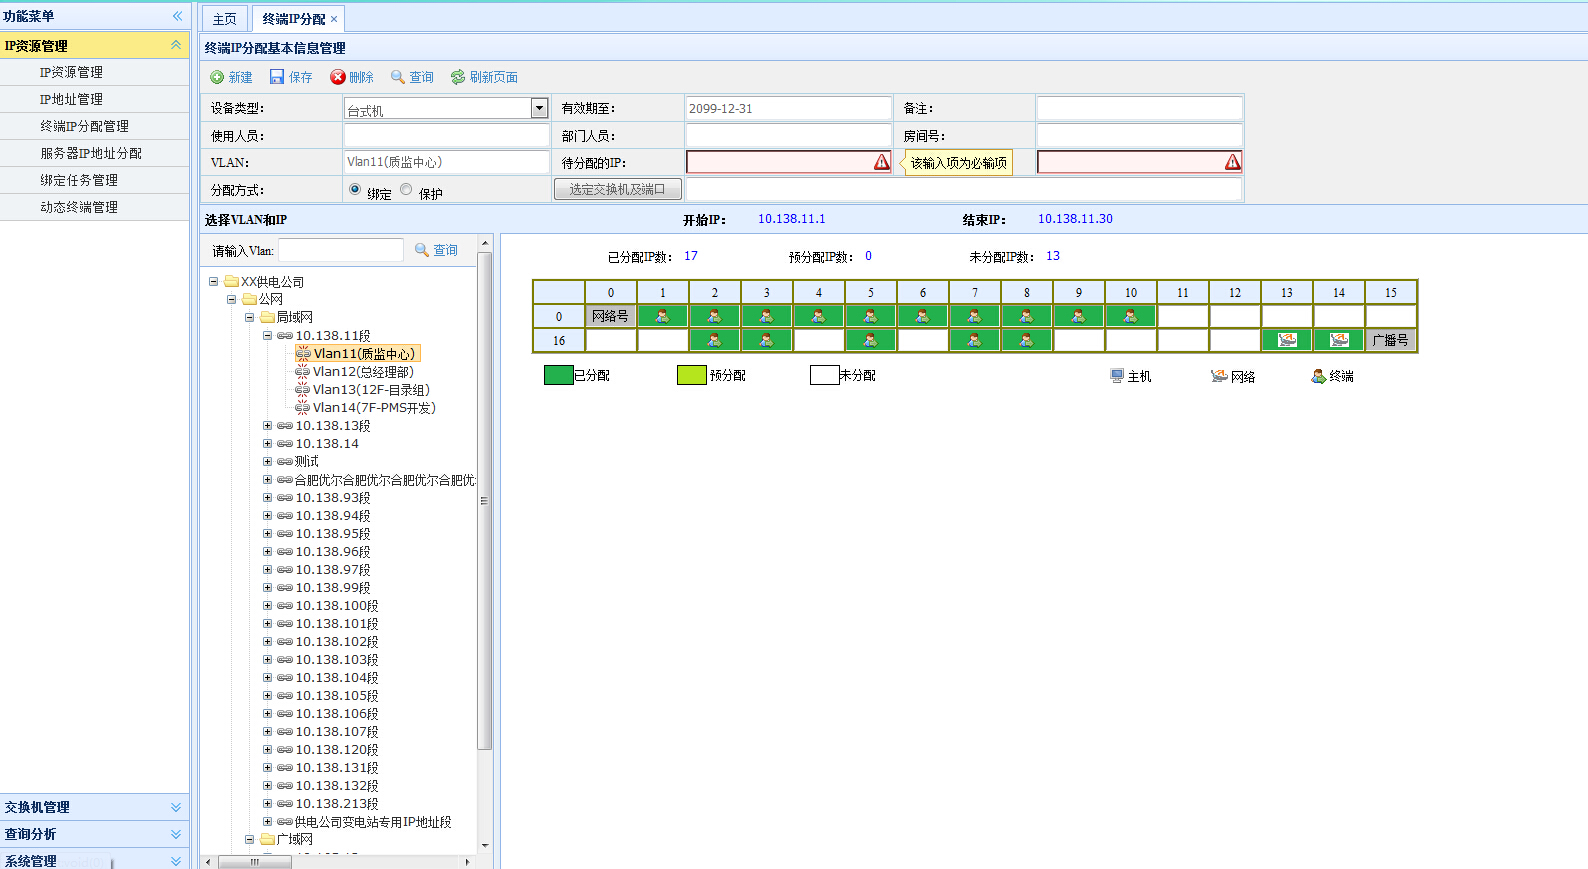 功能菜单
IP资源管理
IP资源管理
IP地址管理
终端IP分配管理
服务器IP地址分配
绑定任务管理
动态终端管理
交换机管理
查询分析
系统管理
主页 终端IP分配
终端IP分配基本信息管理
新建 保存 删除 查询 刷新页面
设备类型: 台式机 有效期至: 2099-12-31 备注:
使用人员: 部门人员: 房间号:
VLAN: Vlan11(质监中心) 待分配的IP: 该输入项为必输项
分配方式: 绑定 保护 选定交换机及端口
选择VLAN和IP 开始IP: 10.138.11.1 结束IP: 10.138.11.30
请输入Vlan: 查询
XX供电公司
公网
局域网
10.138.11段
Vlan11(质监中心)
Vlan12(总经理部)
Vlan13(12F-目录组)
Vlan14(7F-PMS开发)
10.138.13段
10.138.14
测试
合肥优尔合肥优尔合肥优尔合肥优
10.138.93段
10.138.94段
10.138.95段
10.138.96段
10.138.97段
10.138.99段
10.138.100段
10.138.101段
10.138.102段
10.138.103段
10.138.104段
10.138.105段
10.138.106段
10.138.107段
10.138.120段
10.138.131段
10.138.132段
10.138.213段
供电公司变电站专用IP地址段
广域网
已分配IP数: 17 预分配IP数: 0 未分配IP数: 13
0 1 2 3 4 5 6 7 8 9 10 11 12 13 14 15
0 网络号
16 广播号
已分配 预分配 未分配 主机 网络 终端